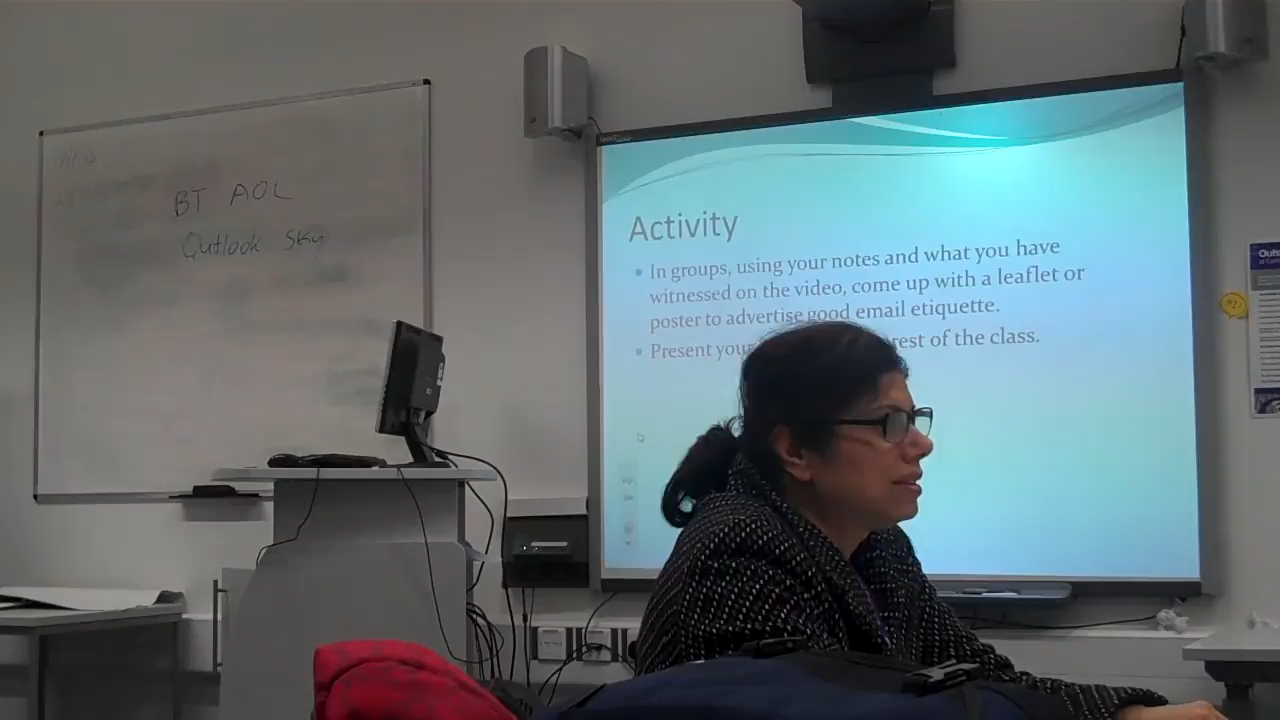 BT AOL
Outlook Sky
Activity
In groups, using your notes and what you have
witnessed on the video, come up with a leaflet or
poster to advertise good email etiquette.
Present your rest of the class.